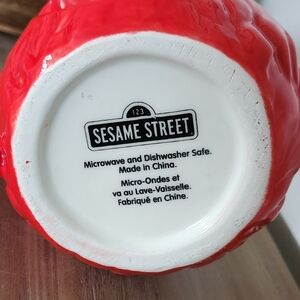 123
SESAME STREET
Microwave and Dishwasher Safe.
Made in China.
Micro-Ondes et
va au Lave-Vaisselle.
Fabriqué en Chine.